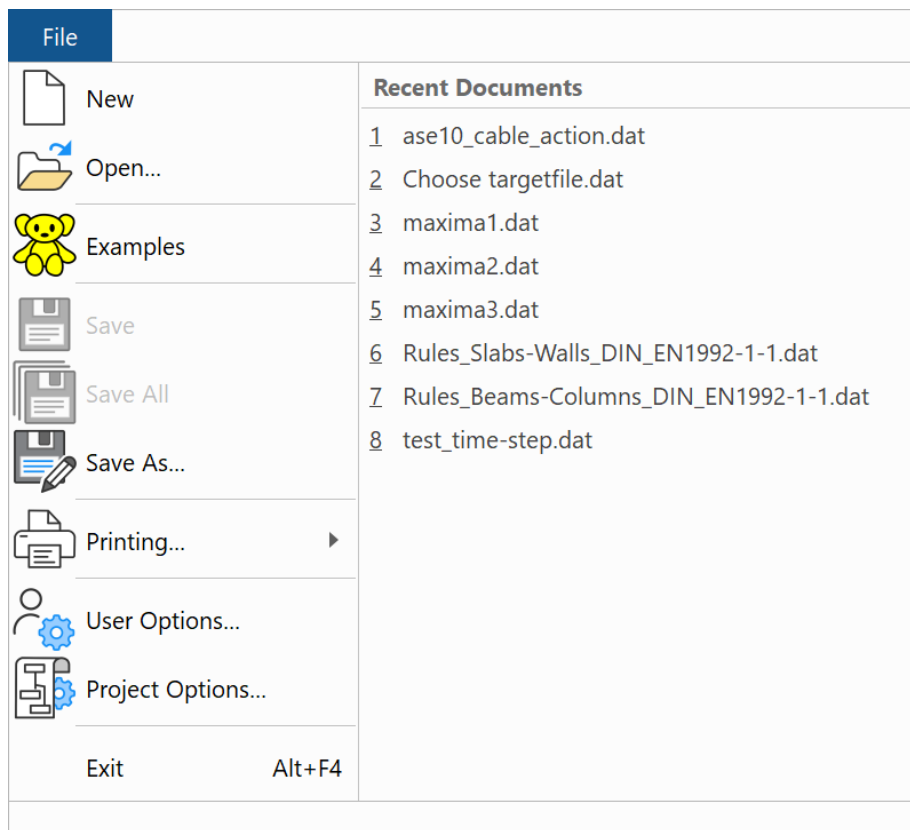 File
New
Open...
Examples
Save
Save All
Save As...
Printing...
User Options...
Project Options...
Exit Alt+F4
Recent Documents
1 ase10_cable_action.dat
2 Choose targetfile.dat
3 maxima1.dat
4 maxima2.dat
5 maxima3.dat
6 Rules_Slabs-Walls_DIN_EN1992-1-1.dat
7 Rules_Beams-Columns_DIN_EN1992-1-1.dat
8 test_time-step.dat